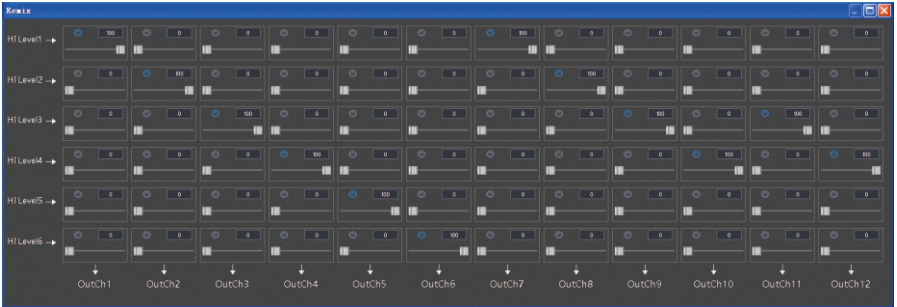 Remix
Hi Level1 → 100 0 0 0 0 0 100 0 0 0 0 0
Hi Level2 → 0 100 0 0 0 0 0 100 0 0 0 0
Hi Level3 → 0 0 100 0 0 0 0 0 100 0 100 0
Hi Level4 → 0 0 0 100 0 0 0 0 0 100 0 100
Hi Level5 → 0 0 0 0 100 0 0 0 0 0 0 0
Hi Level6 → 0 0 0 0 0 100 0 0 0 0 0 0
OutCh1 OutCh2 OutCh3 OutCh4 OutCh5 OutCh6 OutCh7 OutCh8 OutCh9 OutCh10 OutCh11 OutCh12